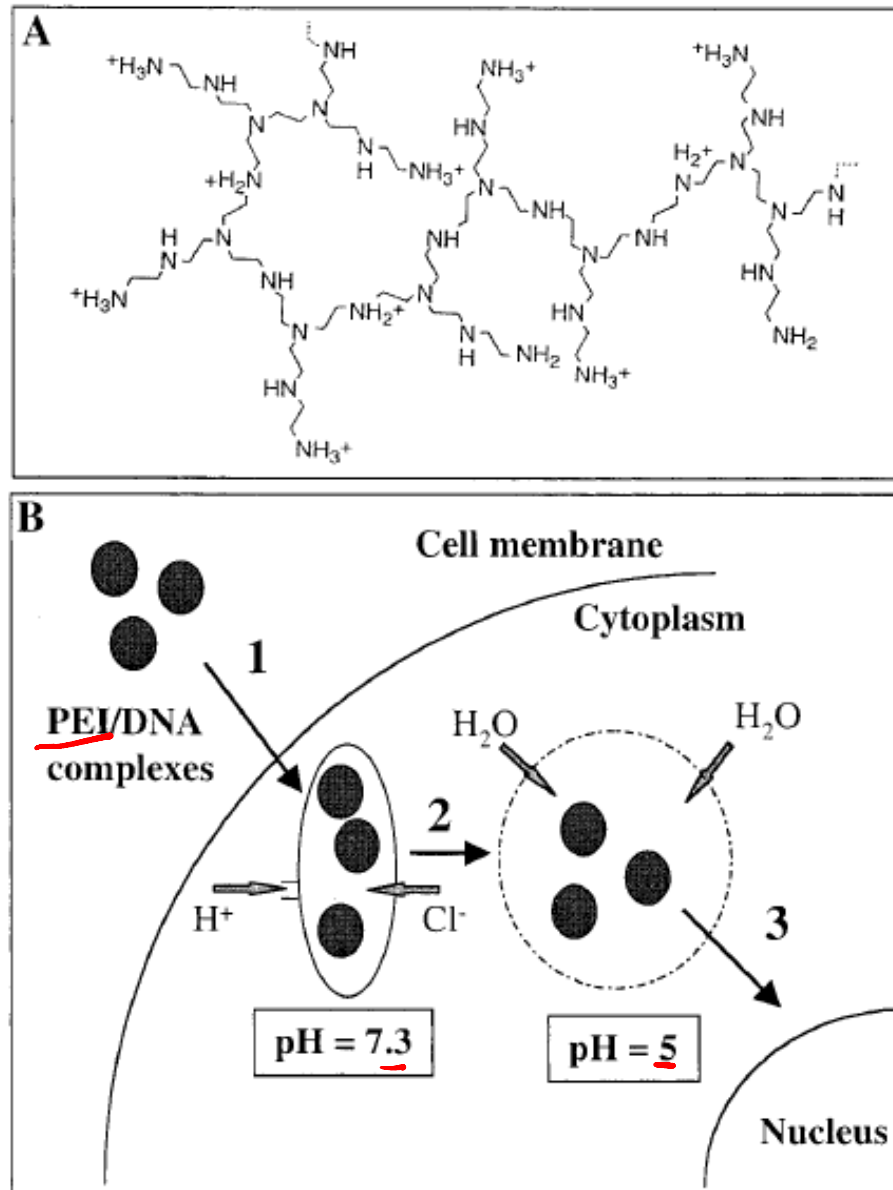 A
+H3N
NH
NH
NH3+
+H3N
N
N
HN
NH
N
H
NH3+
H2+
N
N
+H2N
N
NH
N
H
H
N
N
NH
N
NH
HN
+H3N
NH
N
HN
N
NH2+
N
H
NH2
HN
NH2
HN
NH3+
NH3+
B
Cell membrane
Cytoplasm
1
PEI/DNA
complexes
H2O
H2O
2
H+
Cl-
3
pH = 7.3
pH = 5
Nucleus